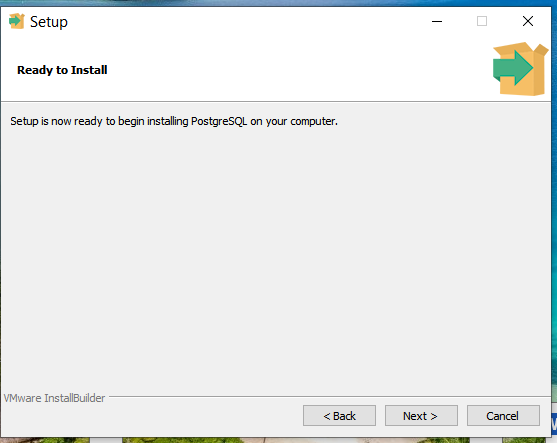 Setup
Ready to Install
Setup is now ready to begin installing PostgreSQL on your computer.
VMware InstallBuilder
< Back
Next >
Cancel